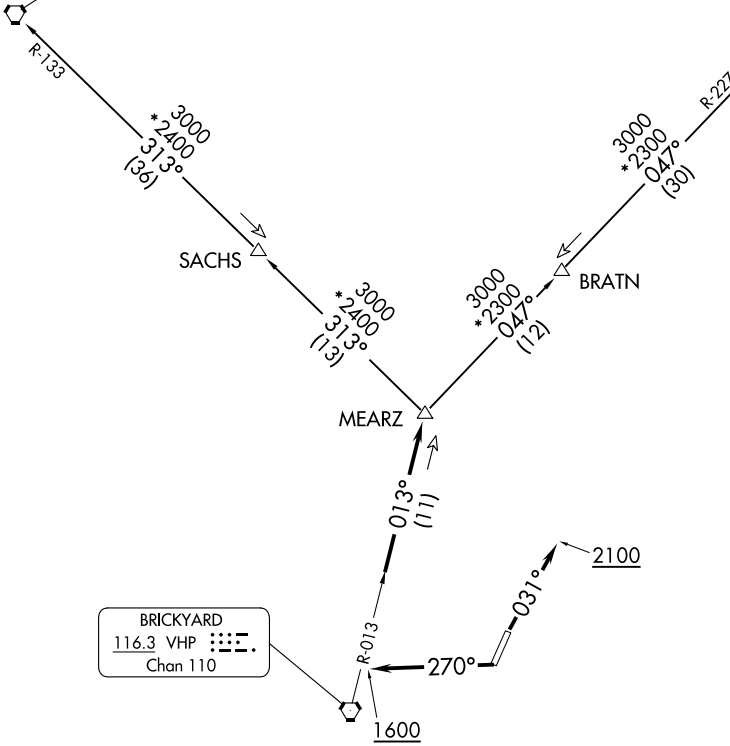 R-133
3000
*2400
313°
(36)
R-227
3000
*2300
047°
(30)
SACHS
BRATN
3000
*2400
313°
(13)
3000
*2300
047°
(12)
MEARZ
013°
(11)
2100
031°
BRICKYARD
116.3 VHP
Chan 110
R-013
270°
1600